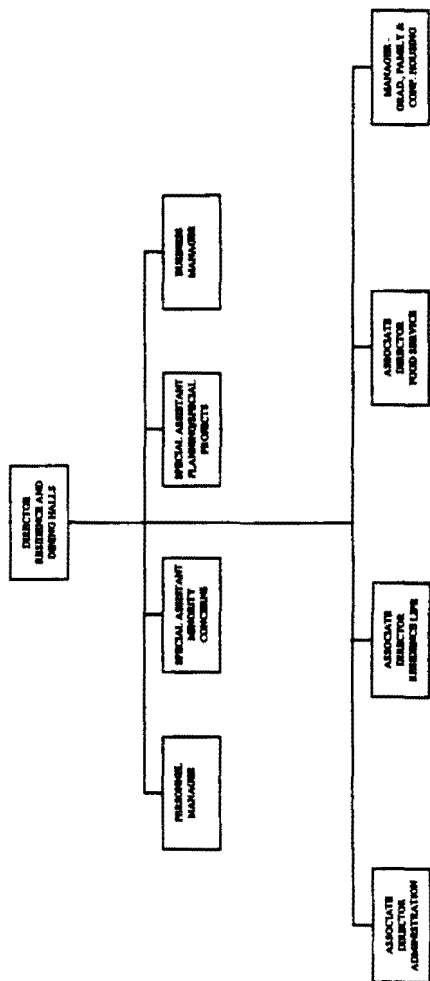 DIRECTOR
RESIDENCE AND
DINING HALLS
PERSONNEL
MANAGER
SPECIAL ASSISTANT
MINORITY
CONCERNS
SPECIAL ASSISTANT
PLANNING/SPECIAL
PROJECTS
BUSINESS
MANAGER
ASSOCIATE
DIRECTOR
ADMINISTRATION
ASSOCIATE
DIRECTOR
RESIDENCE LIFE
ASSOCIATE
DIRECTOR
FOOD SERVICE
MANAGER -
GRAD, FAMILY &
CONF. HOUSING